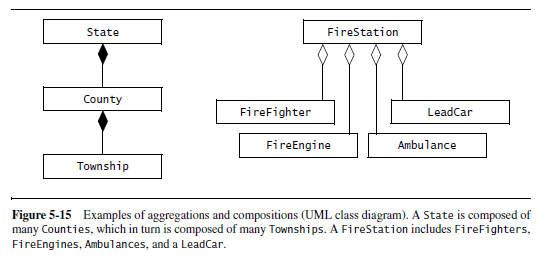 State
FireStation
County
FireFighter
LeadCar
FireEngine
Ambulance
Township
Figure 5-15 Examples of aggregations and compositions (UML class diagram). A State is composed of
many Counties, which in turn is composed of many Townships. A FireStation includes FireFighters,
FireEngines, Ambulances, and a LeadCar.